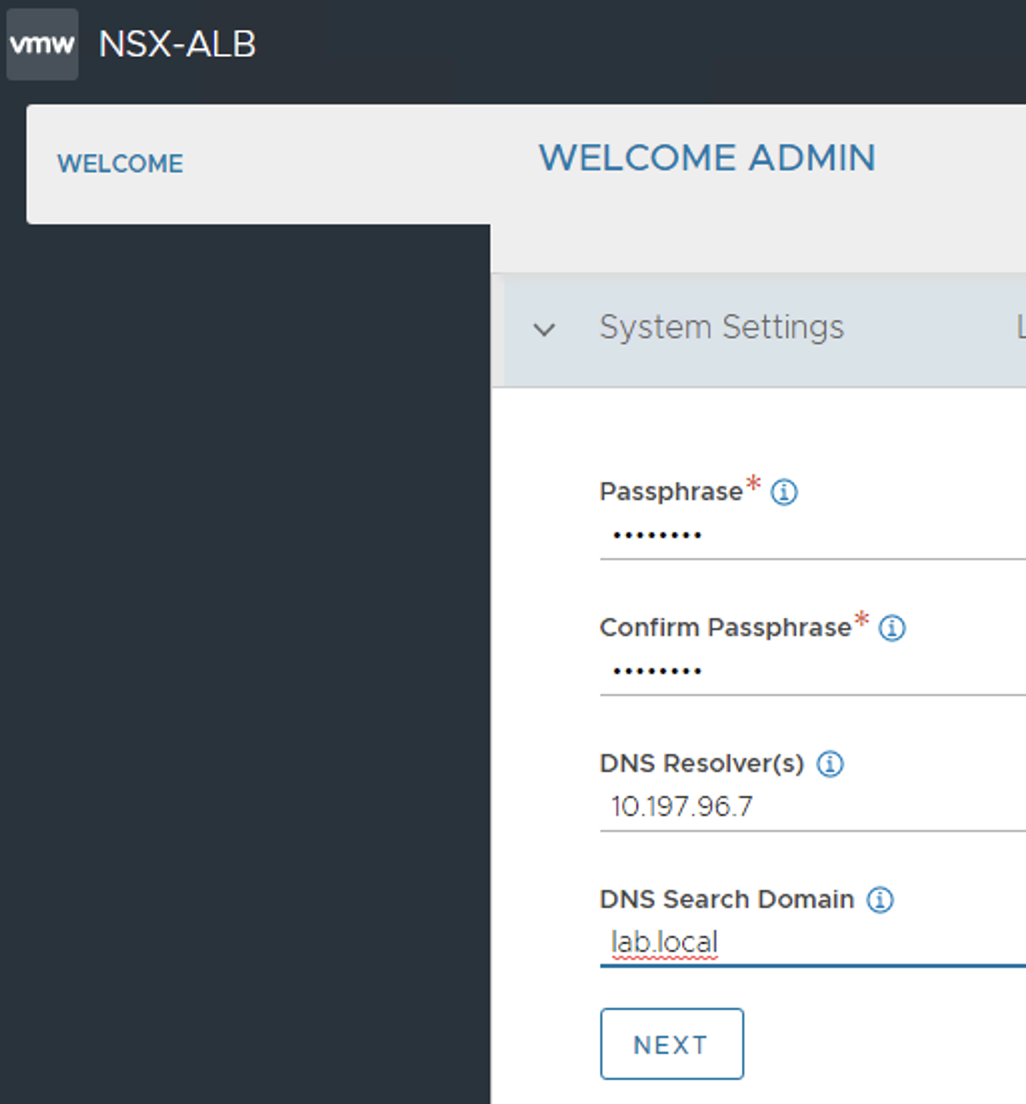 vmw NSX-ALB
WELCOME
WELCOME ADMIN
System Settings
Passphrase*
••••••••
Confirm Passphrase*
••••••••
DNS Resolver(s)
10.197.96.7
DNS Search Domain
lab.local
NEXT